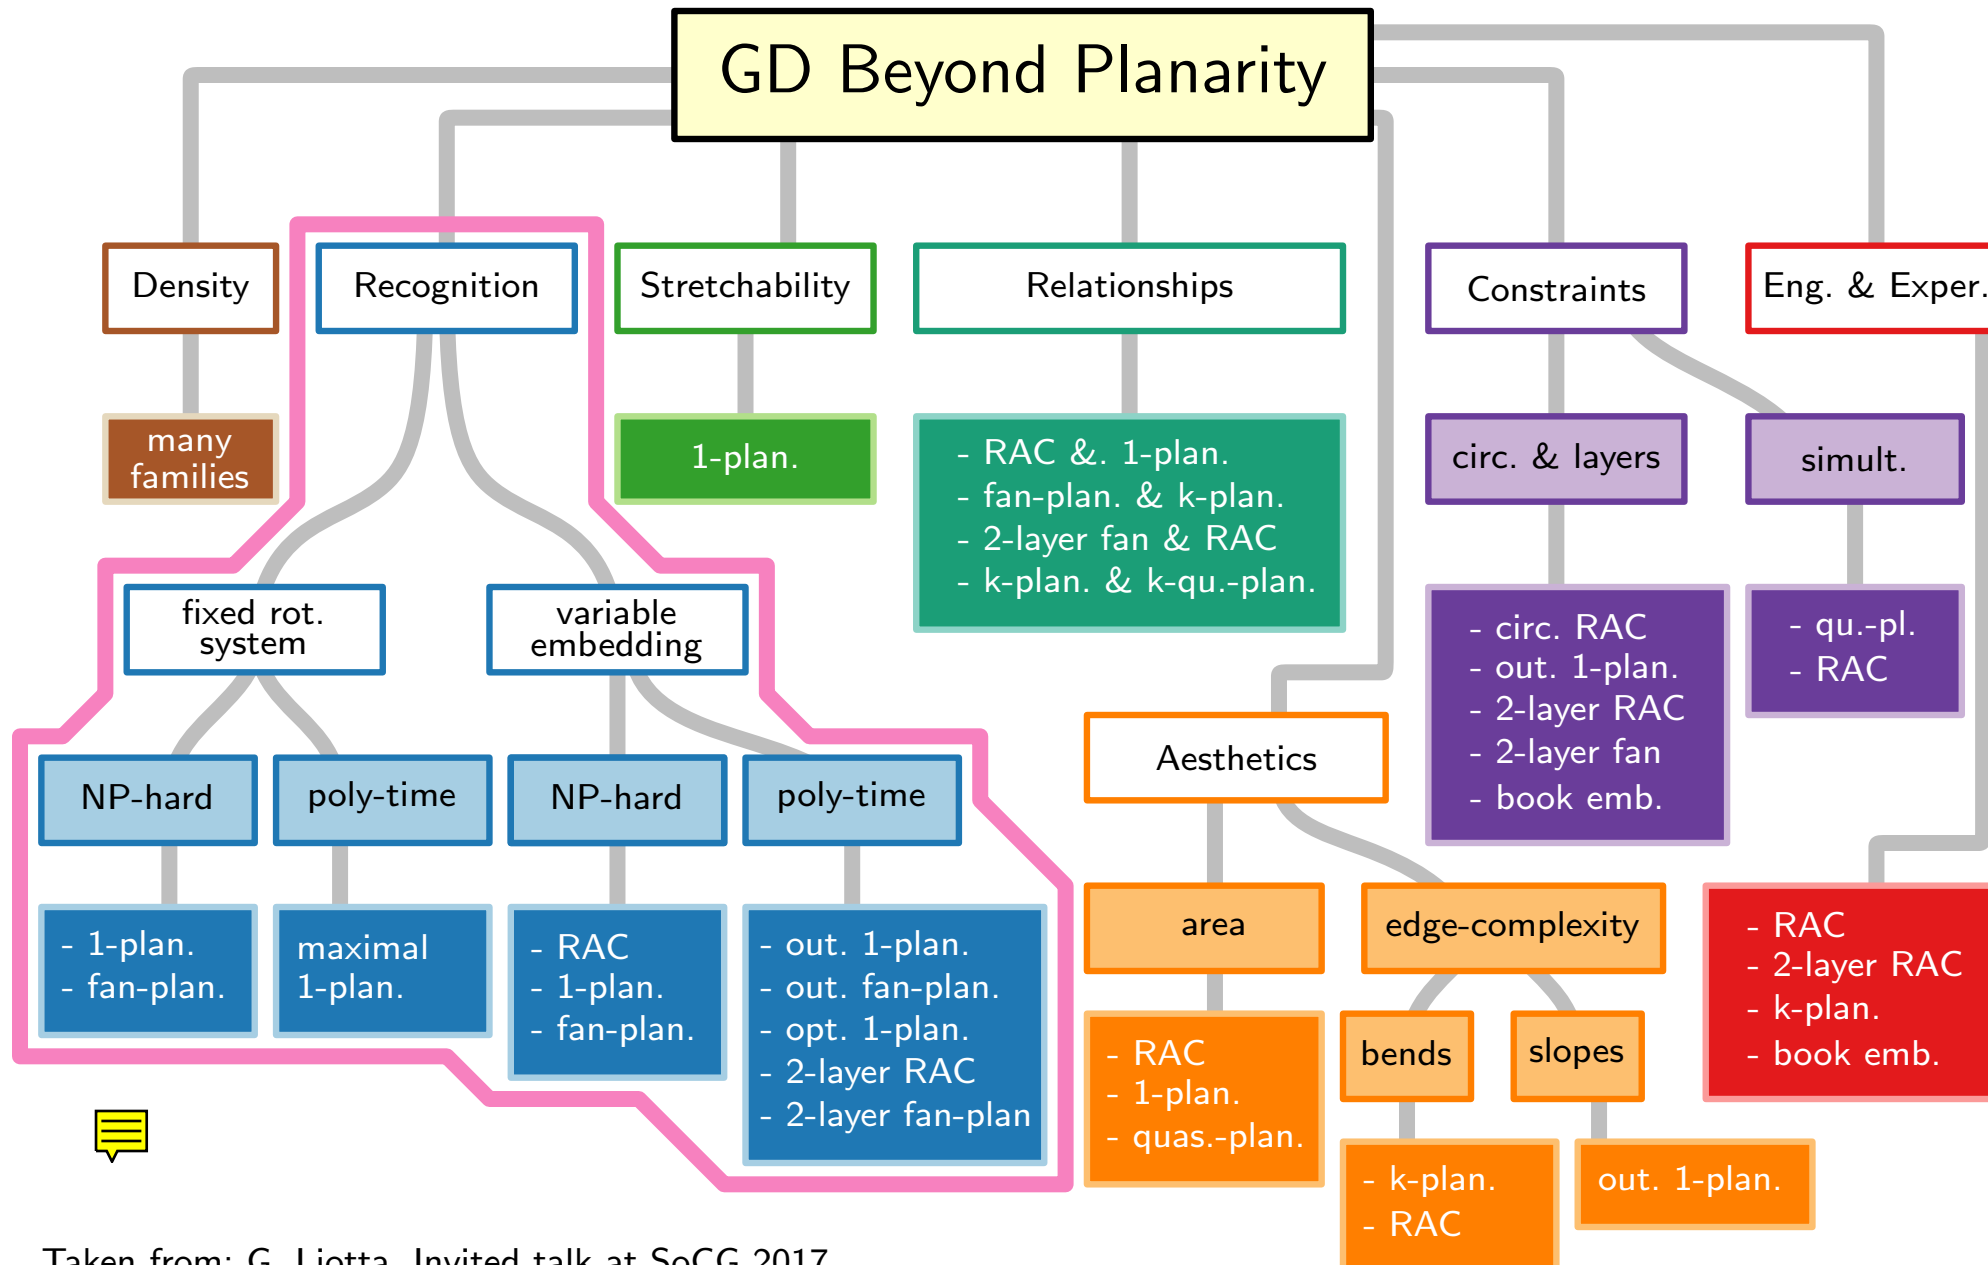 GD Beyond Planarity
Density
Recognition
Stretchability
Relationships
Constraints
Eng. & Exper.
many
families
1-plan.
- RAC &. 1-plan.
- fan-plan. & k-plan.
- 2-layer fan & RAC
- k-plan. & k-qu.-plan.
circ. & layers
simult.
fixed rot.
system
variable
embedding
- circ. RAC
- out. 1-plan.
- 2-layer RAC
- 2-layer fan
- book emb.
- qu.-pl.
- RAC
NP-hard
poly-time
NP-hard
poly-time
Aesthetics
- 1-plan.
- fan-plan.
maximal
1-plan.
- RAC
- 1-plan.
- fan-plan.
- out. 1-plan.
- out. fan-plan.
- opt. 1-plan.
- 2-layer RAC
- 2-layer fan-plan
area
edge-complexity
- RAC
- 2-layer RAC
- k-plan.
- book emb.
- RAC
- 1-plan.
- quas.-plan.
bends
slopes
- k-plan.
- RAC
out. 1-plan.
Taken from: G. Liotta, Invited talk at SoCG 2017